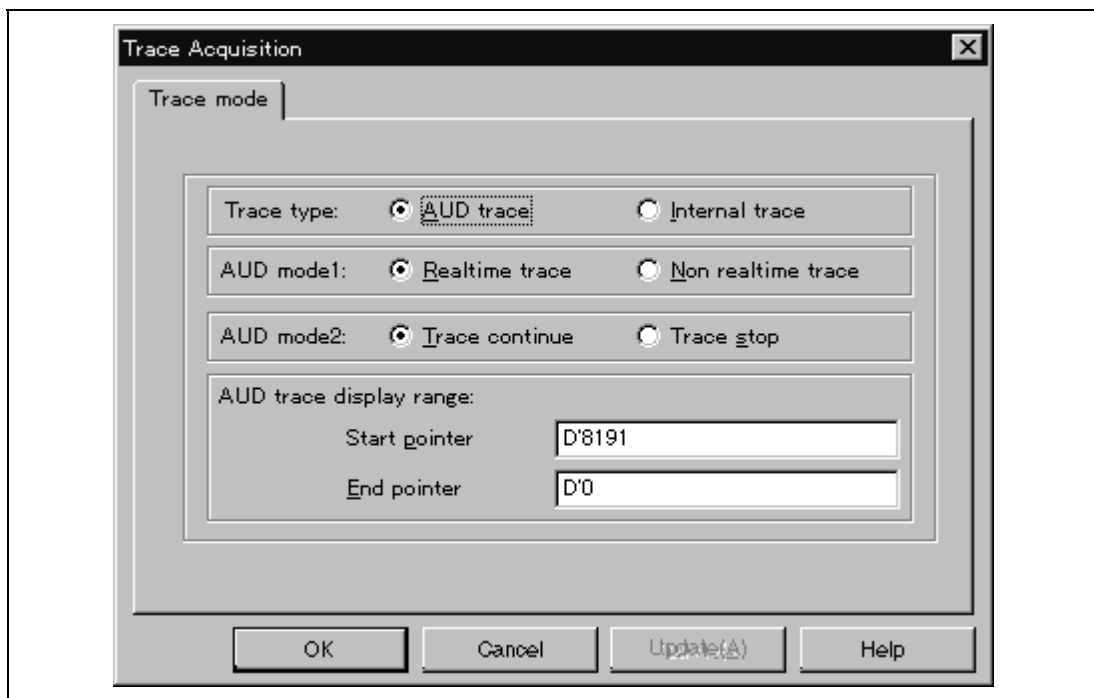 Trace Acquisition
Trace mode
Trace type: AUD trace Internal trace
AUD mode1: Realtime trace Non realtime trace
AUD mode2: Trace continue Trace stop
AUD trace display range:
Start pointer D'8191
End pointer D'0
OK Cancel Update(A) Help